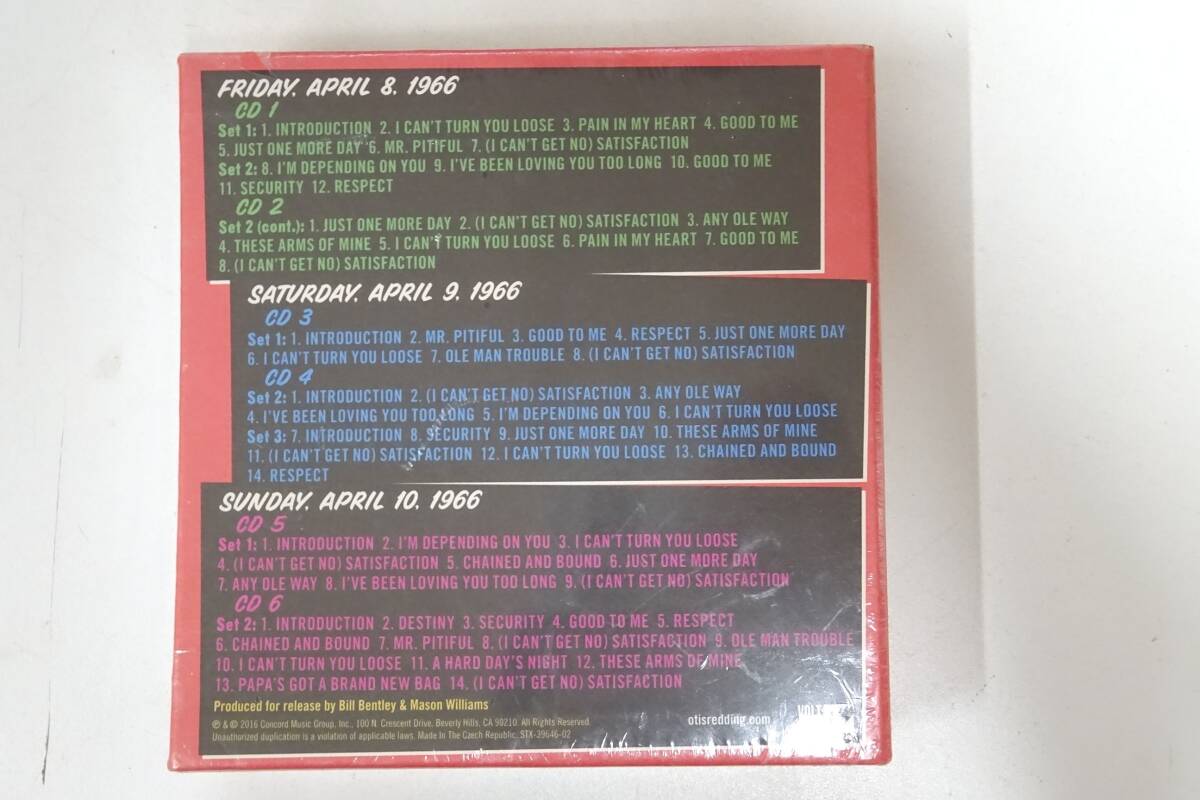 FRIDAY, APRIL 8, 1966
CD 1
Set 1: 1. INTRODUCTION 2. I CAN'T TURN YOU LOOSE 3. PAIN IN MY HEART 4. GOOD TO ME
5. JUST ONE MORE DAY 6. MR. PITIFUL 7. (I CAN'T GET NO) SATISFACTION
Set 2: 8. I'M DEPENDING ON YOU 9. I'VE BEEN LOVING YOU TOO LONG 10. GOOD TO ME
11. SECURITY 12. RESPECT
CD 2
Set 2 (cont.): 1. JUST ONE MORE DAY 2. (I CAN'T GET NO) SATISFACTION 3. ANY OLE WAY
4. THESE ARMS OF MINE 5. I CAN'T TURN YOU LOOSE 6. PAIN IN MY HEART 7. GOOD TO ME
8. (I CAN'T GET NO) SATISFACTION
SATURDAY, APRIL 9, 1966
CD 3
Set 1: 1. INTRODUCTION 2. MR. PITIFUL 3. GOOD TO ME 4. RESPECT 5. JUST ONE MORE DAY
6. I CAN'T TURN YOU LOOSE 7. OLE MAN TROUBLE 8. (I CAN'T GET NO) SATISFACTION
CD 4
Set 2: 1. INTRODUCTION 2. (I CAN'T GET NO) SATISFACTION 3. ANY OLE WAY
4. I'VE BEEN LOVING YOU TOO LONG 5. I'M DEPENDING ON YOU 6. I CAN'T TURN YOU LOOSE
Set 3: 7. INTRODUCTION 8. SECURITY 9. JUST ONE MORE DAY 10. THESE ARMS OF MINE
11. (I CAN'T GET NO) SATISFACTION 12. I CAN'T TURN YOU LOOSE 13. CHAINED AND BOUND
14. RESPECT
SUNDAY, APRIL 10, 1966
CD 5
Set 1: 1. INTRODUCTION 2. I'M DEPENDING ON YOU 3. I CAN'T TURN YOU LOOSE
4. (I CAN'T GET NO) SATISFACTION 5. CHAINED AND BOUND 6. JUST ONE MORE DAY
7. ANY OLE WAY 8. I'VE BEEN LOVING YOU TOO LONG 9. (I CAN'T GET NO) SATISFACTION
CD 6
Set 2: 1. INTRODUCTION 2. DESTINY 3. SECURITY 4. GOOD TO ME 5. RESPECT
6. CHAINED AND BOUND 7. MR. PITIFUL 8. (I CAN'T GET NO) SATISFACTION 9. OLE MAN TROUBLE
10. I CAN'T TURN YOU LOOSE 11. A HARD DAY'S NIGHT 12. THESE ARMS OF MINE
13. PAPA'S GOT A BRAND NEW BAG 14. (I CAN'T GET NO) SATISFACTION
Produced for release by Bill Bentley & Mason Williams
℗ & © 2016 Concord Music Group, Inc., 100 N. Crescent Drive, Beverly Hills, CA 90210. All Rights Reserved.
Unauthorized duplication is a violation of applicable laws. Made In The Czech Republic. STX-39646-02
otisredding.com